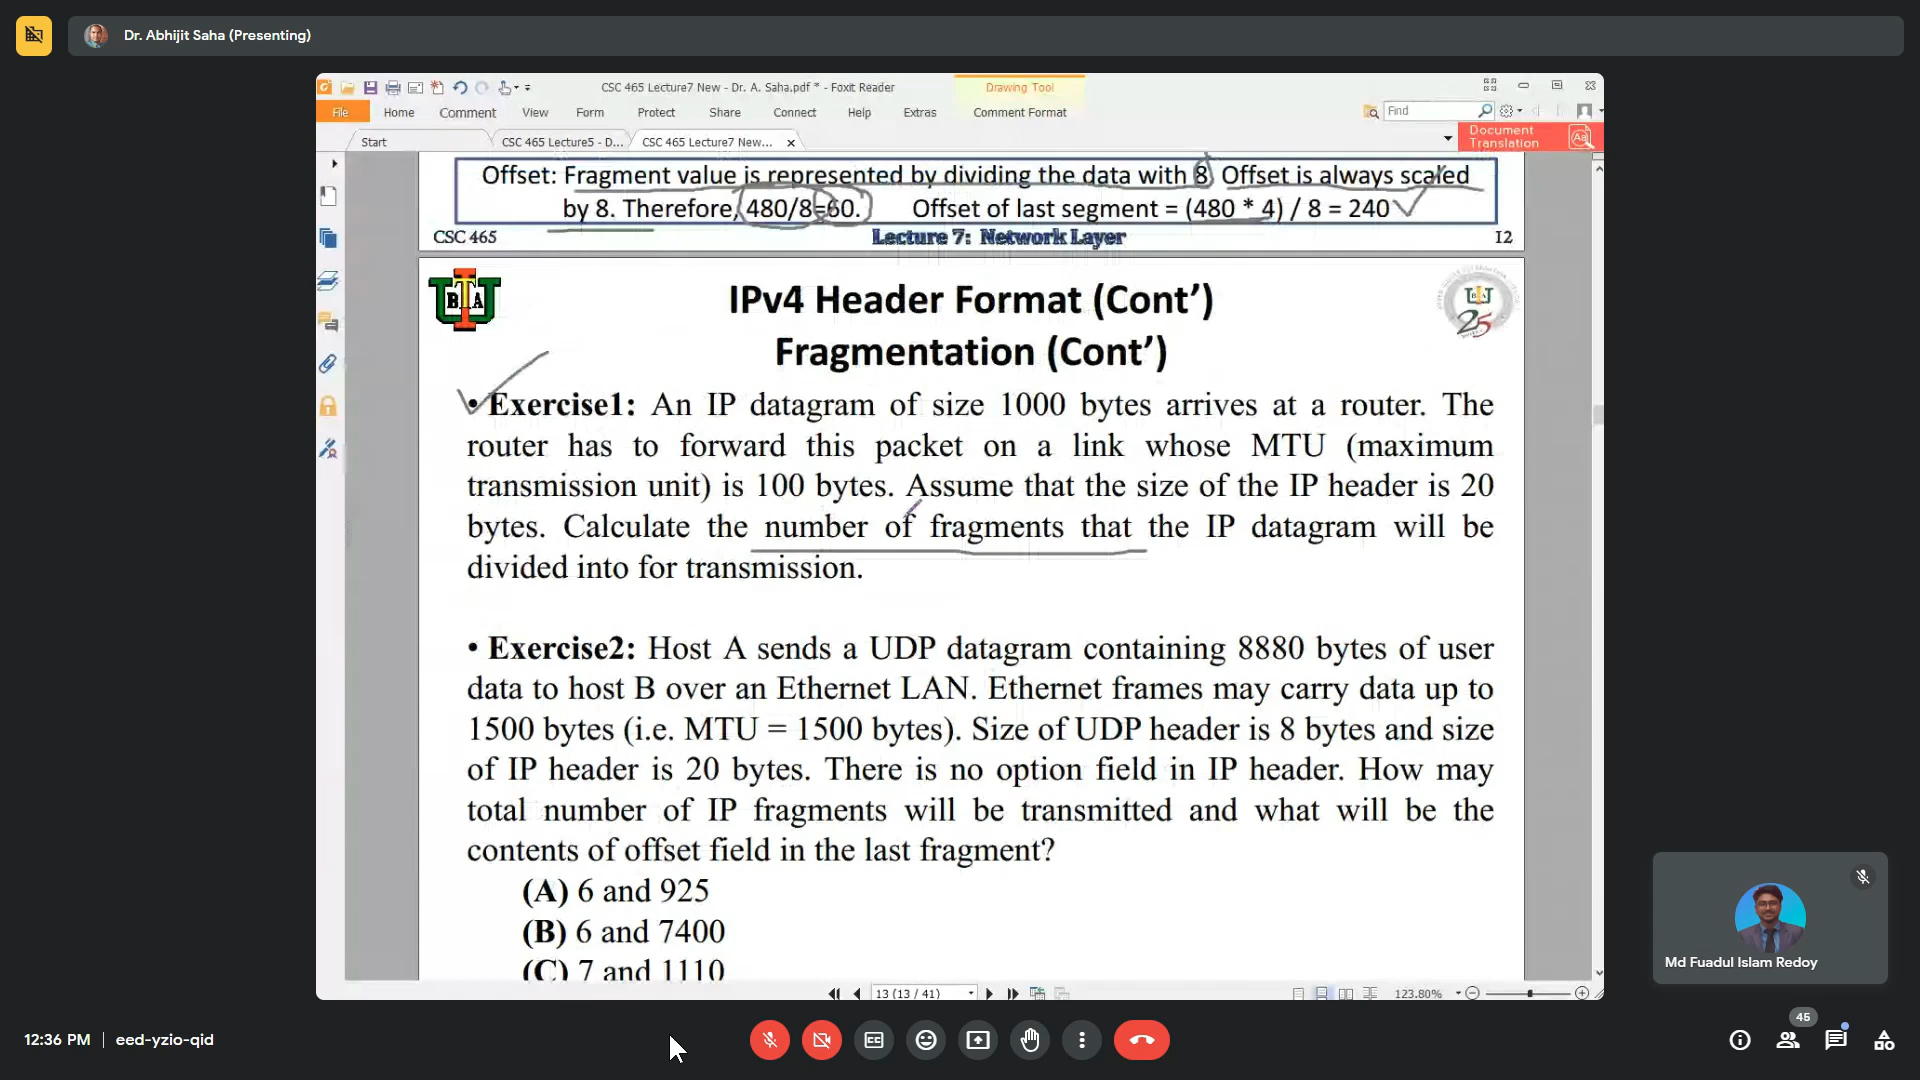 Dr. Abhijit Saha (Presenting)
CSC 465 Lecture7 New - Dr. A. Saha.pdf * - Foxit Reader
Drawing Tool
File Home Comment View Form Protect Share Connect Help Extras Comment Format
Find
Start CSC 465 Lecture5 - D... CSC 465 Lecture7 New...
Document
Translation
Offset: Fragment value is represented by dividing the data with 8. Offset is always scaled
by 8. Therefore, 480/8=60. Offset of last segment = (480 * 4) / 8 = 240
CSC 465 Lecture 7: Network Layer 12
IUBAT
IPv4 Header Format (Cont’)
25
Fragmentation (Cont’)
• Exercise1: An IP datagram of size 1000 bytes arrives at a router. The
router has to forward this packet on a link whose MTU (maximum
transmission unit) is 100 bytes. Assume that the size of the IP header is 20
bytes. Calculate the number of fragments that the IP datagram will be
divided into for transmission.
• Exercise2: Host A sends a UDP datagram containing 8880 bytes of user
data to host B over an Ethernet LAN. Ethernet frames may carry data up to
1500 bytes (i.e. MTU = 1500 bytes). Size of UDP header is 8 bytes and size
of IP header is 20 bytes. There is no option field in IP header. How may
total number of IP fragments will be transmitted and what will be the
contents of offset field in the last fragment?
(A) 6 and 925
(B) 6 and 7400
(C) 7 and 1110
13 (13 / 41)
123.80%
Md Fuadul Islam Redoy
12:36 PM | eed-yzio-qid
45